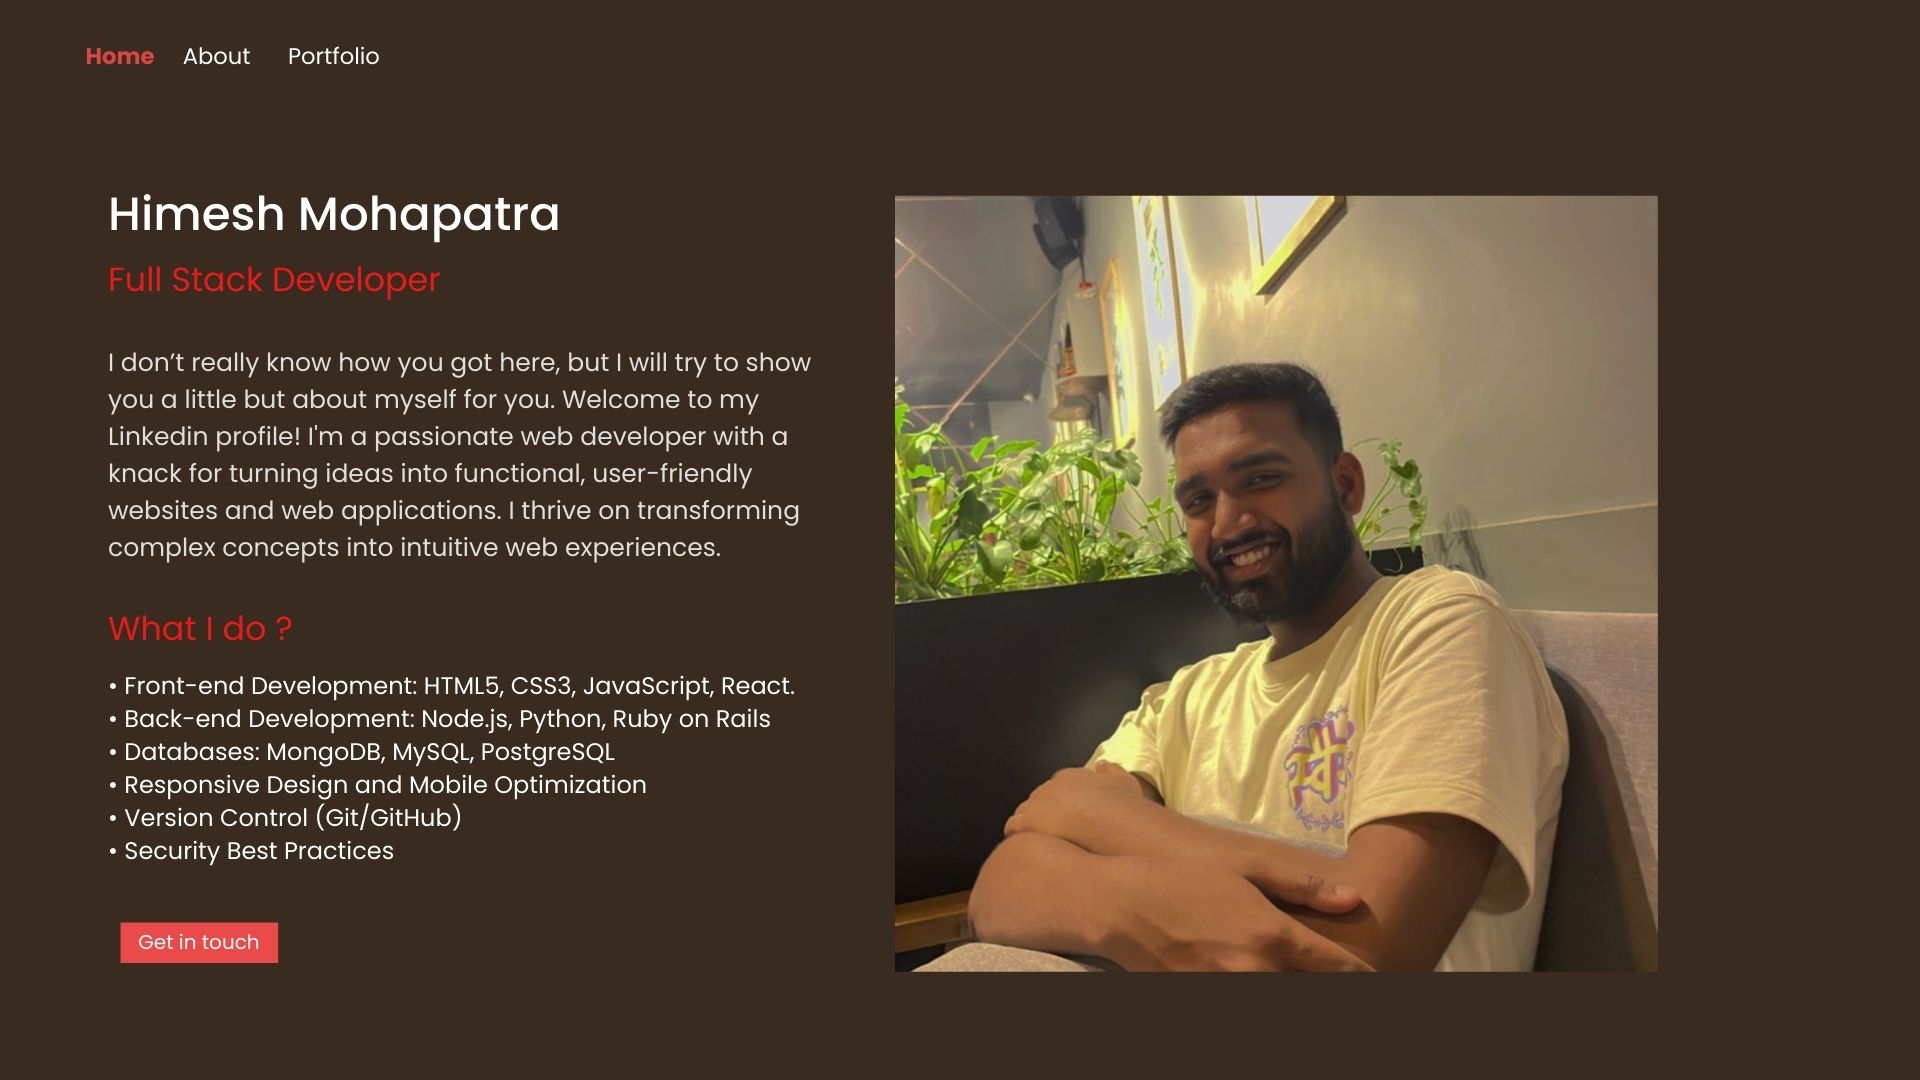 Home About Portfolio
Himesh Mohapatra
Full Stack Developer
I don’t really know how you got here, but I will try to show
you a little but about myself for you. Welcome to my
Linkedin profile! I'm a passionate web developer with a
knack for turning ideas into functional, user-friendly
websites and web applications. I thrive on transforming
complex concepts into intuitive web experiences.
What I do ?
• Front-end Development: HTML5, CSS3, JavaScript, React.
• Back-end Development: Node.js, Python, Ruby on Rails
• Databases: MongoDB, MySQL, PostgreSQL
• Responsive Design and Mobile Optimization
• Version Control (Git/GitHub)
• Security Best Practices
Get in touch